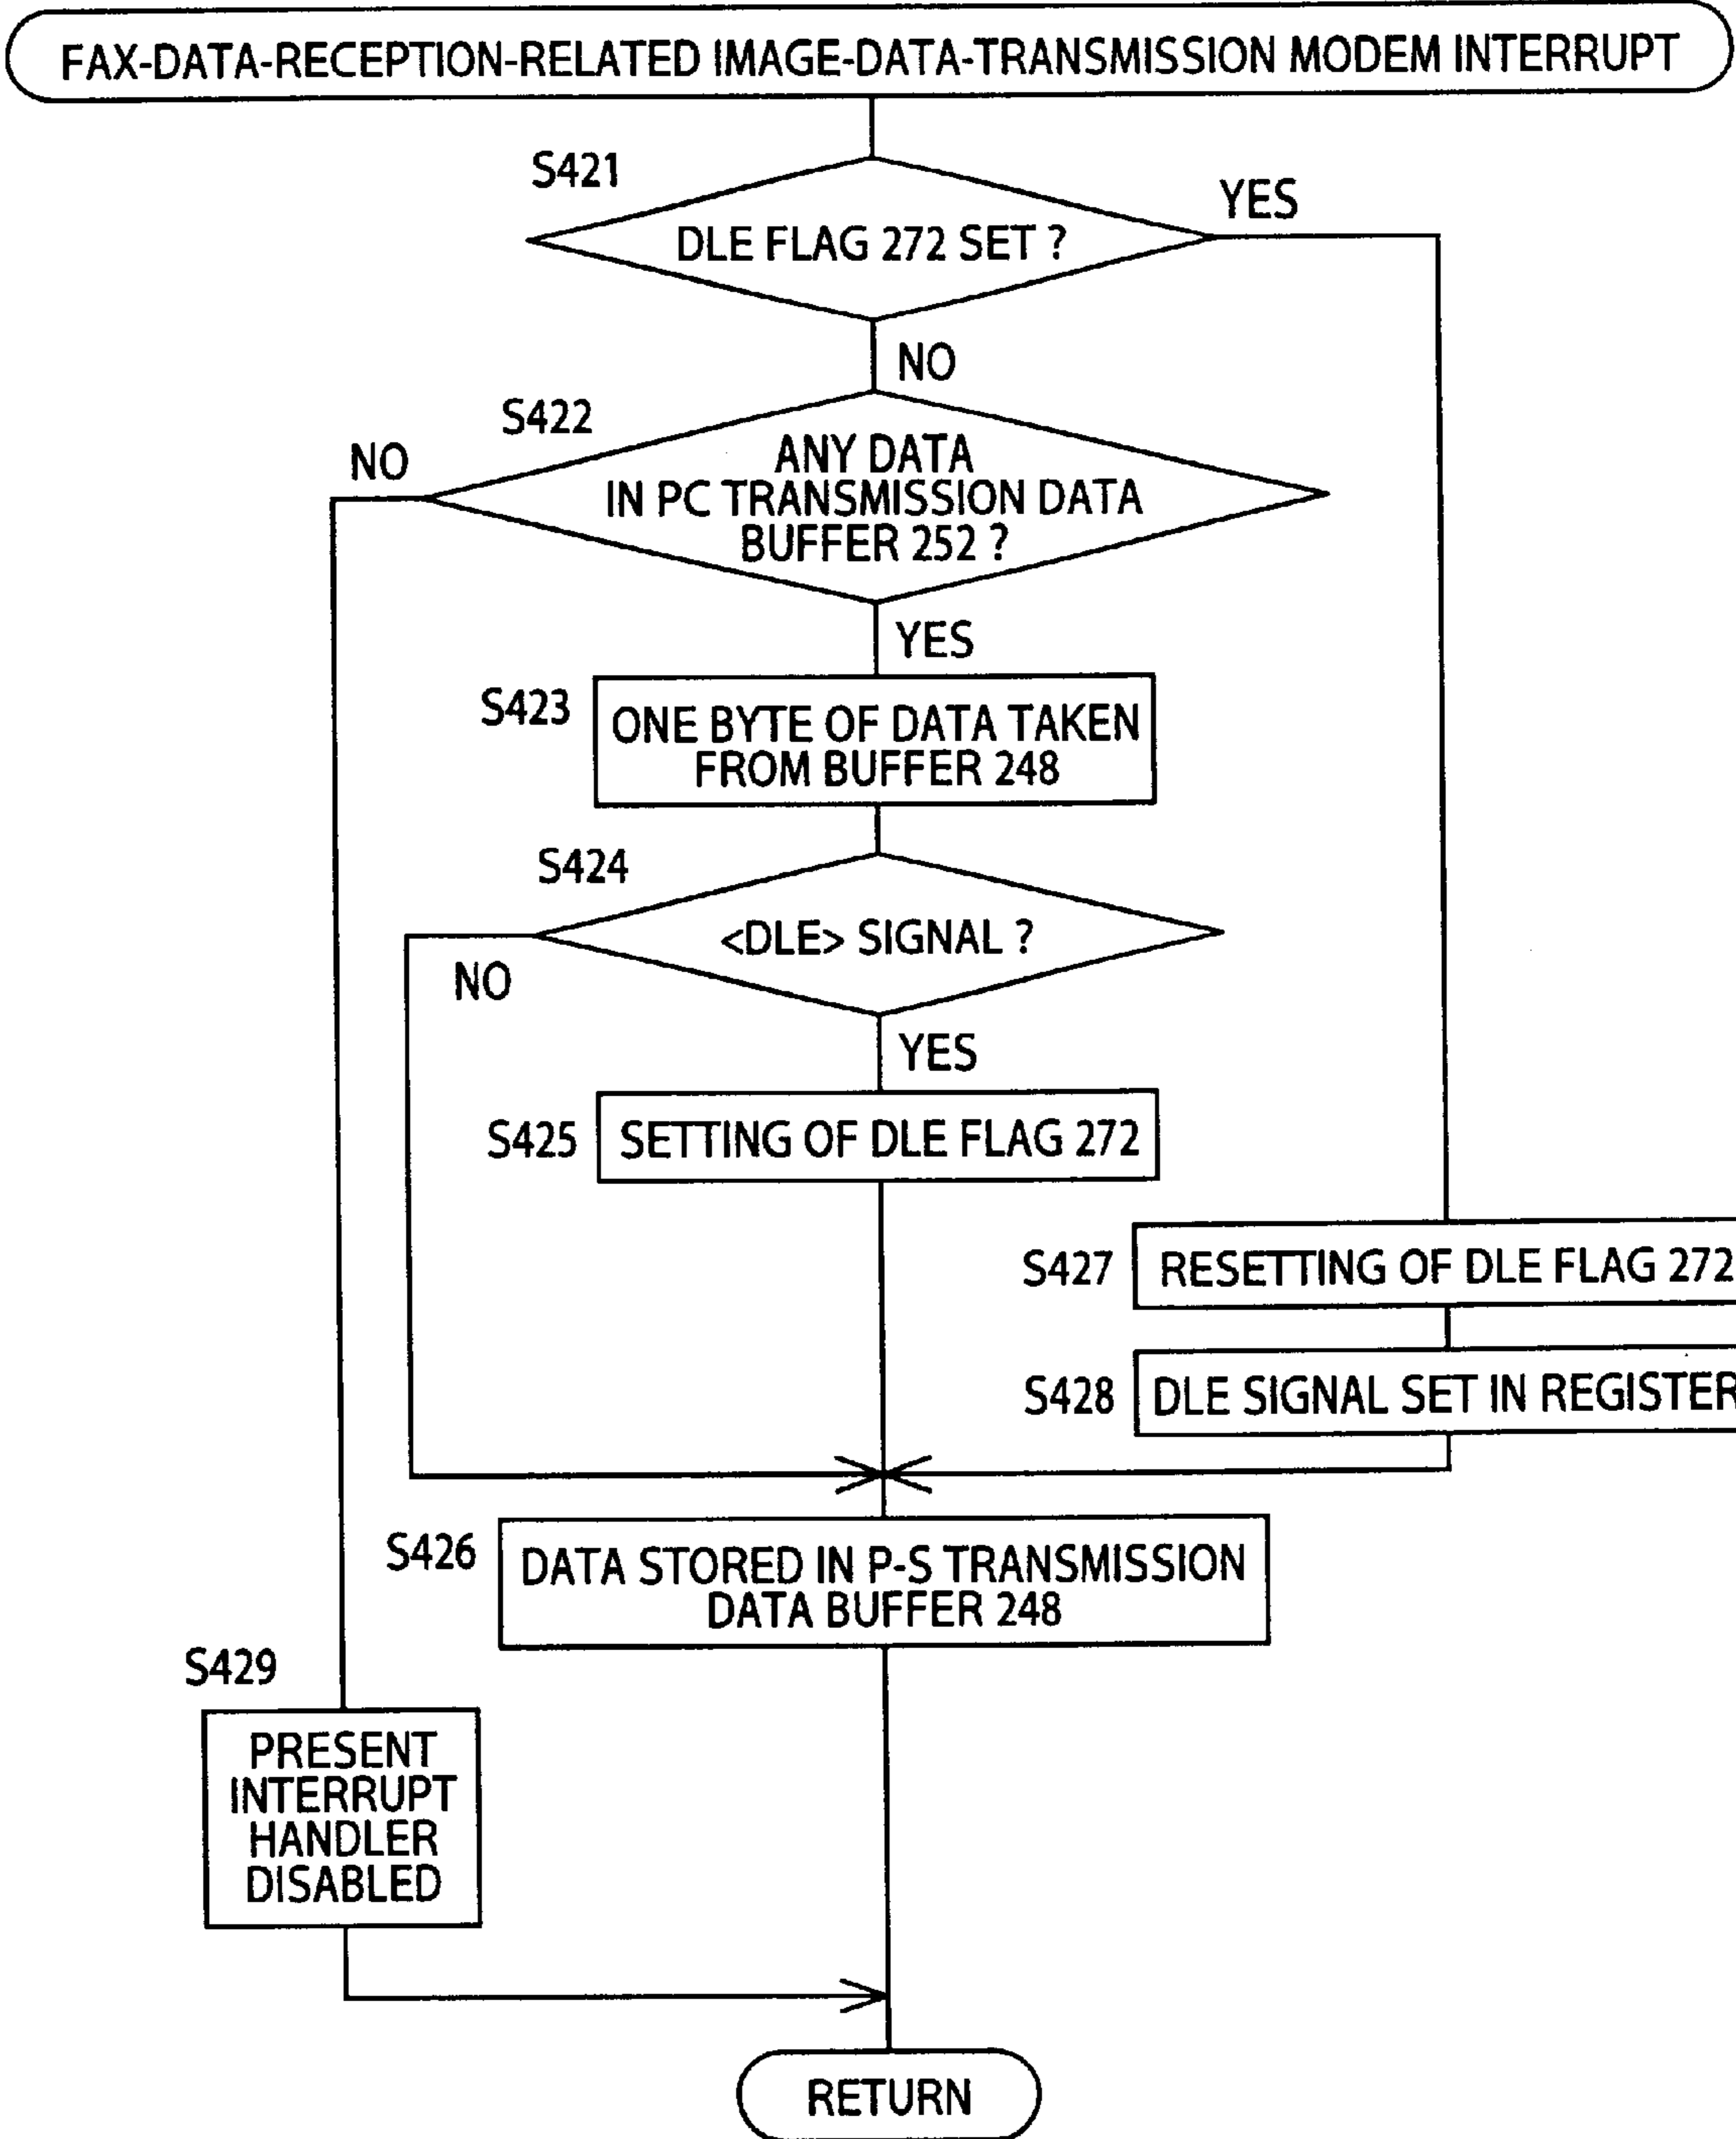 FAX-DATA-RECEPTION-RELATED IMAGE-DATA-TRANSMISSION MODEM INTERRUPT
S421
DLE FLAG 272 SET ?
YES
NO
S422
ANY DATA
IN PC TRANSMISSION DATA
BUFFER 252 ?
NO
YES
S423
ONE BYTE OF DATA TAKEN
FROM BUFFER 248
S424
<DLE> SIGNAL ?
NO
YES
S425
SETTING OF DLE FLAG 272
S427
RESETTING OF DLE FLAG 272
S428
DLE SIGNAL SET IN REGISTER
S426
DATA STORED IN P-S TRANSMISSION
DATA BUFFER 248
S429
PRESENT
INTERRUPT
HANDLER
DISABLED
RETURN